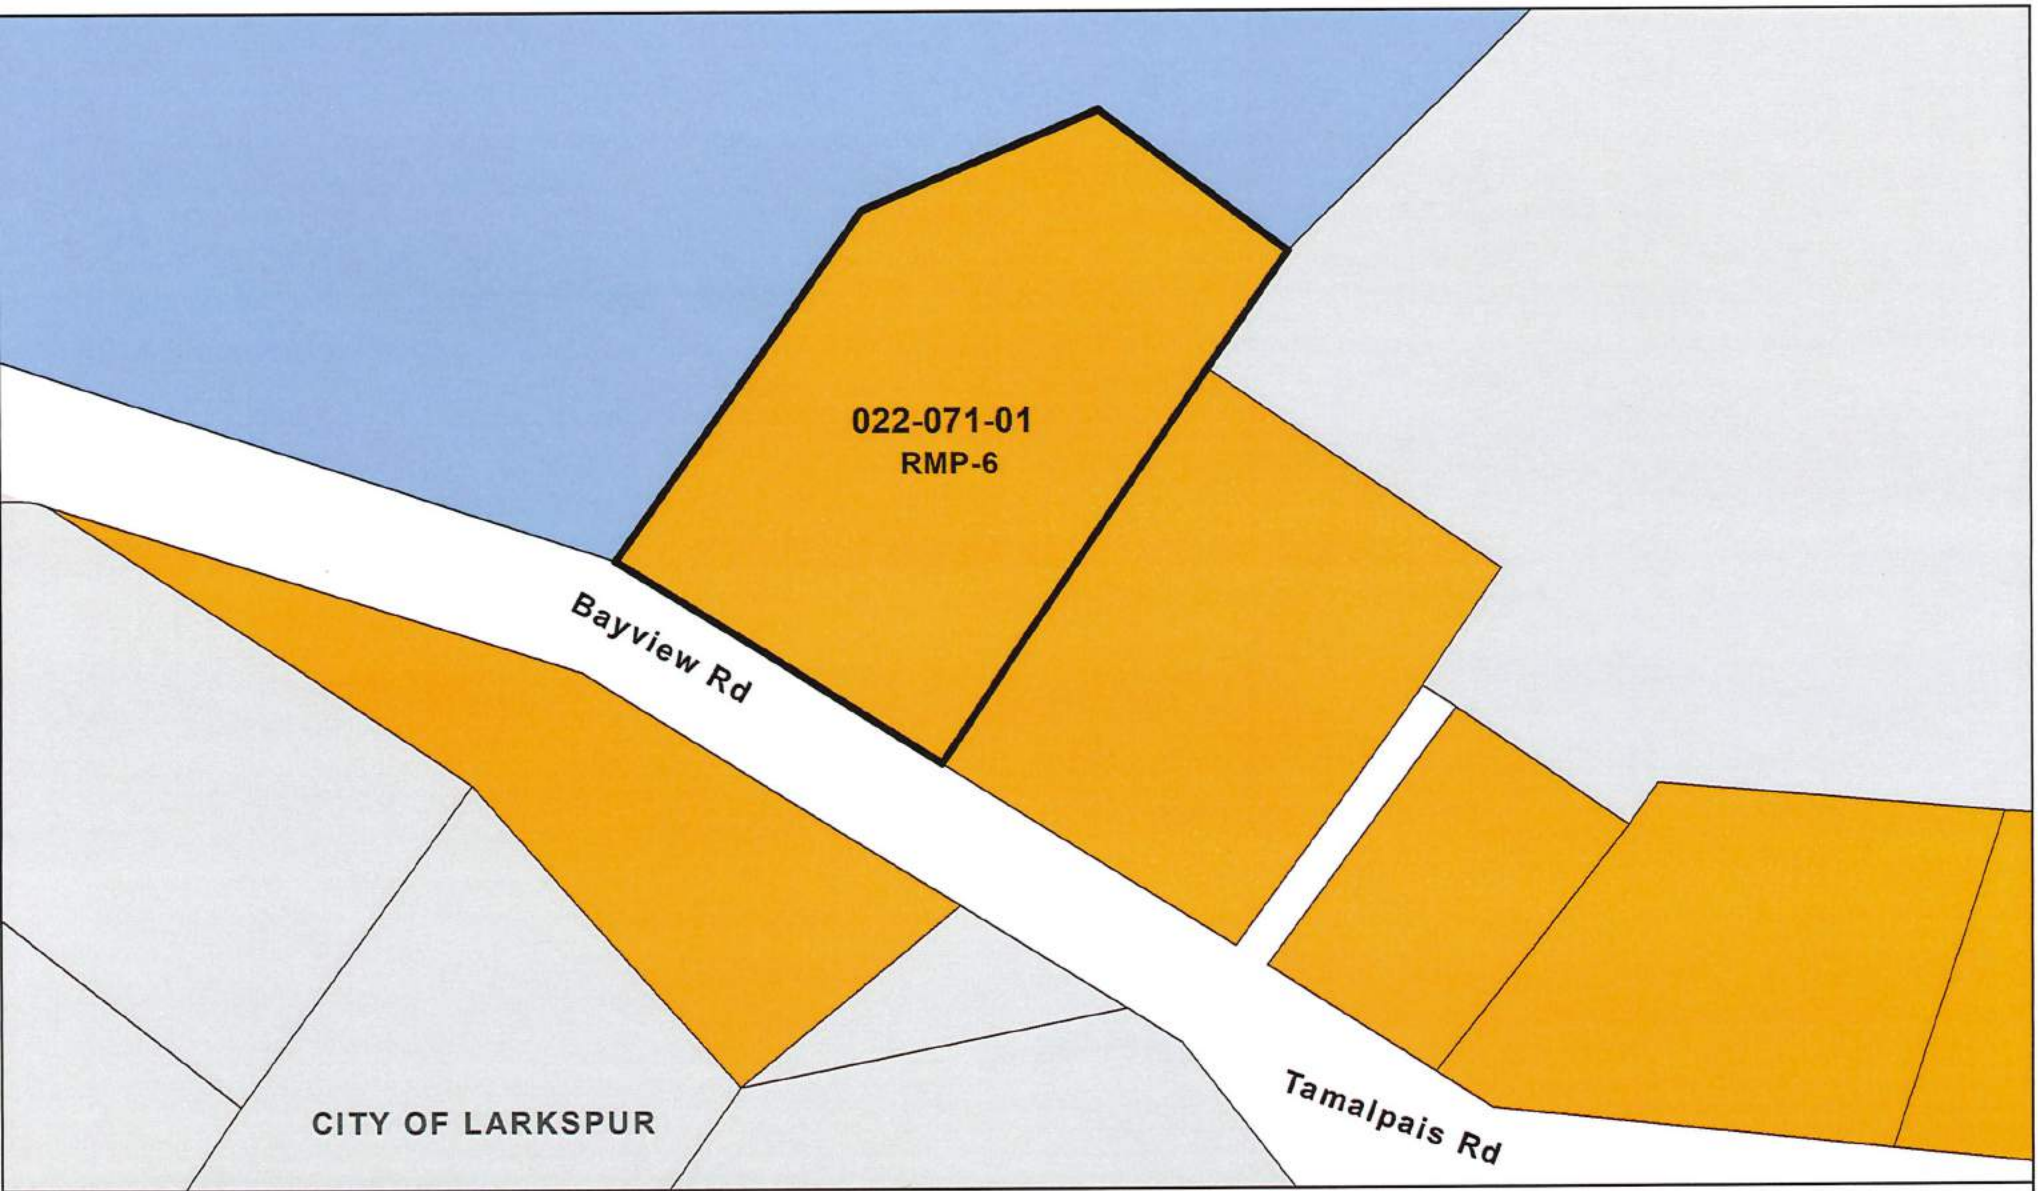 022-071-01
RMP-6
Bayview Rd
Tamalpais Rd
CITY OF LARKSPUR